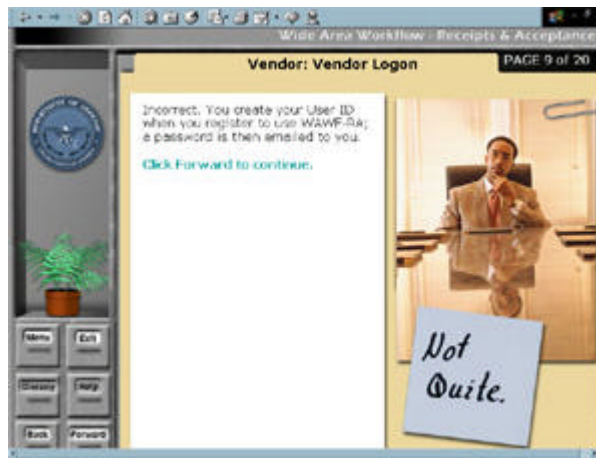 Wide Area Workflow - Receipts & Acceptance
Vendor: Vendor Logon
PAGE 9 of 20
Incorrect. You create your User ID
when you register to use WAWF-RA;
a password is then emailed to you.
Click Forward to continue.
Not
Quite.
Menu
Exit
Glossary
Help
Back
Forward